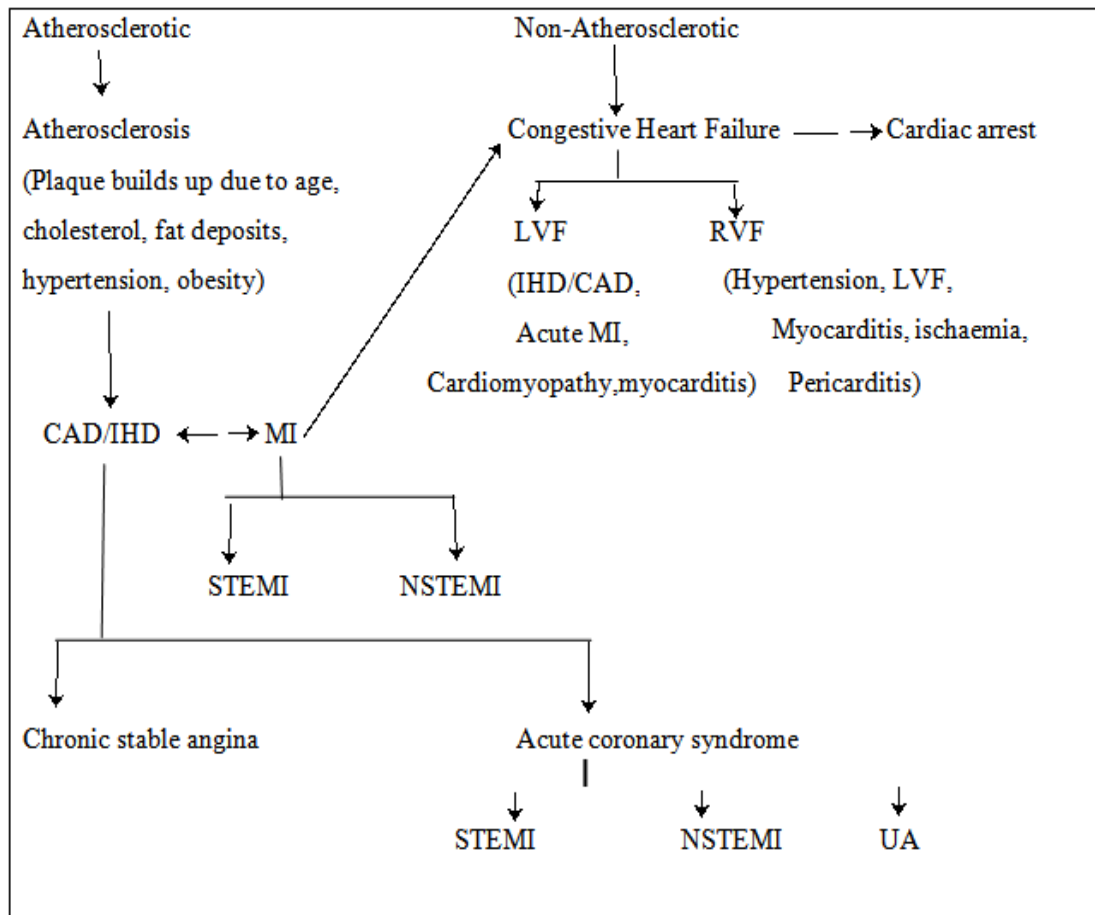 Atherosclerotic
Non-Atherosclerotic
Atherosclerosis
(Plaque builds up due to age,
cholesterol, fat deposits,
hypertension, obesity)
Congestive Heart Failure
Cardiac arrest
LVF
(IHD/CAD,
Acute MI,
Cardiomyopathy,myocarditis)
RVF
(Hypertension, LVF,
Myocarditis, ischaemia,
Pericarditis)
CAD/IHD
MI
STEMI
NSTEMI
Chronic stable angina
Acute coronary syndrome
STEMI
NSTEMI
UA